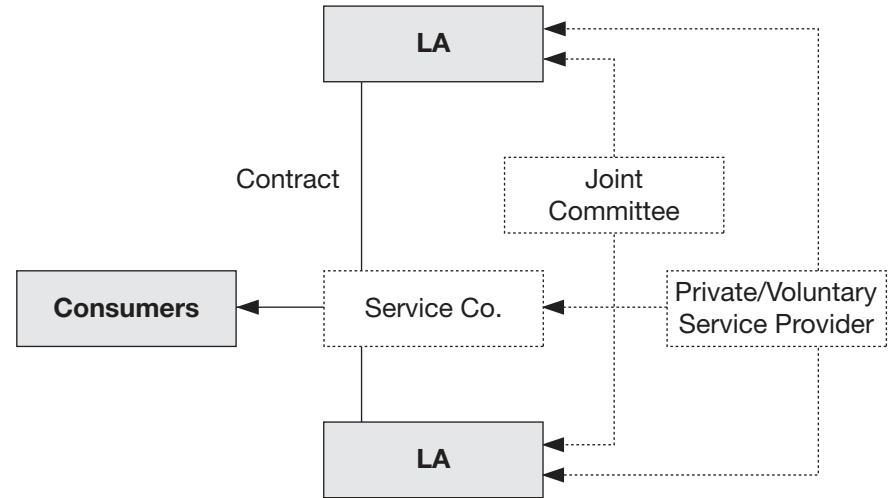 LA
Contract
Joint
Committee
Consumers
Service Co.
Private/Voluntary
Service Provider
LA